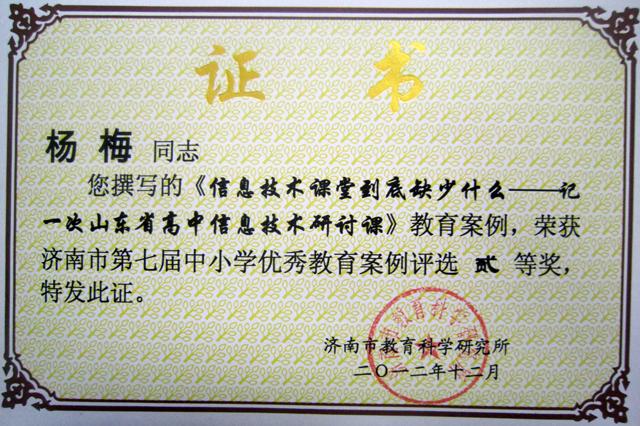 证书
杨梅 同志
您撰写的《信息技术课堂到底缺少什么——记
一次山东省高中信息技术研讨课》教育案例，荣获
济南市第七届中小学优秀教育案例评选 贰 等奖，
特发此证。
济南市教育科学研究所
二〇一二年十二月